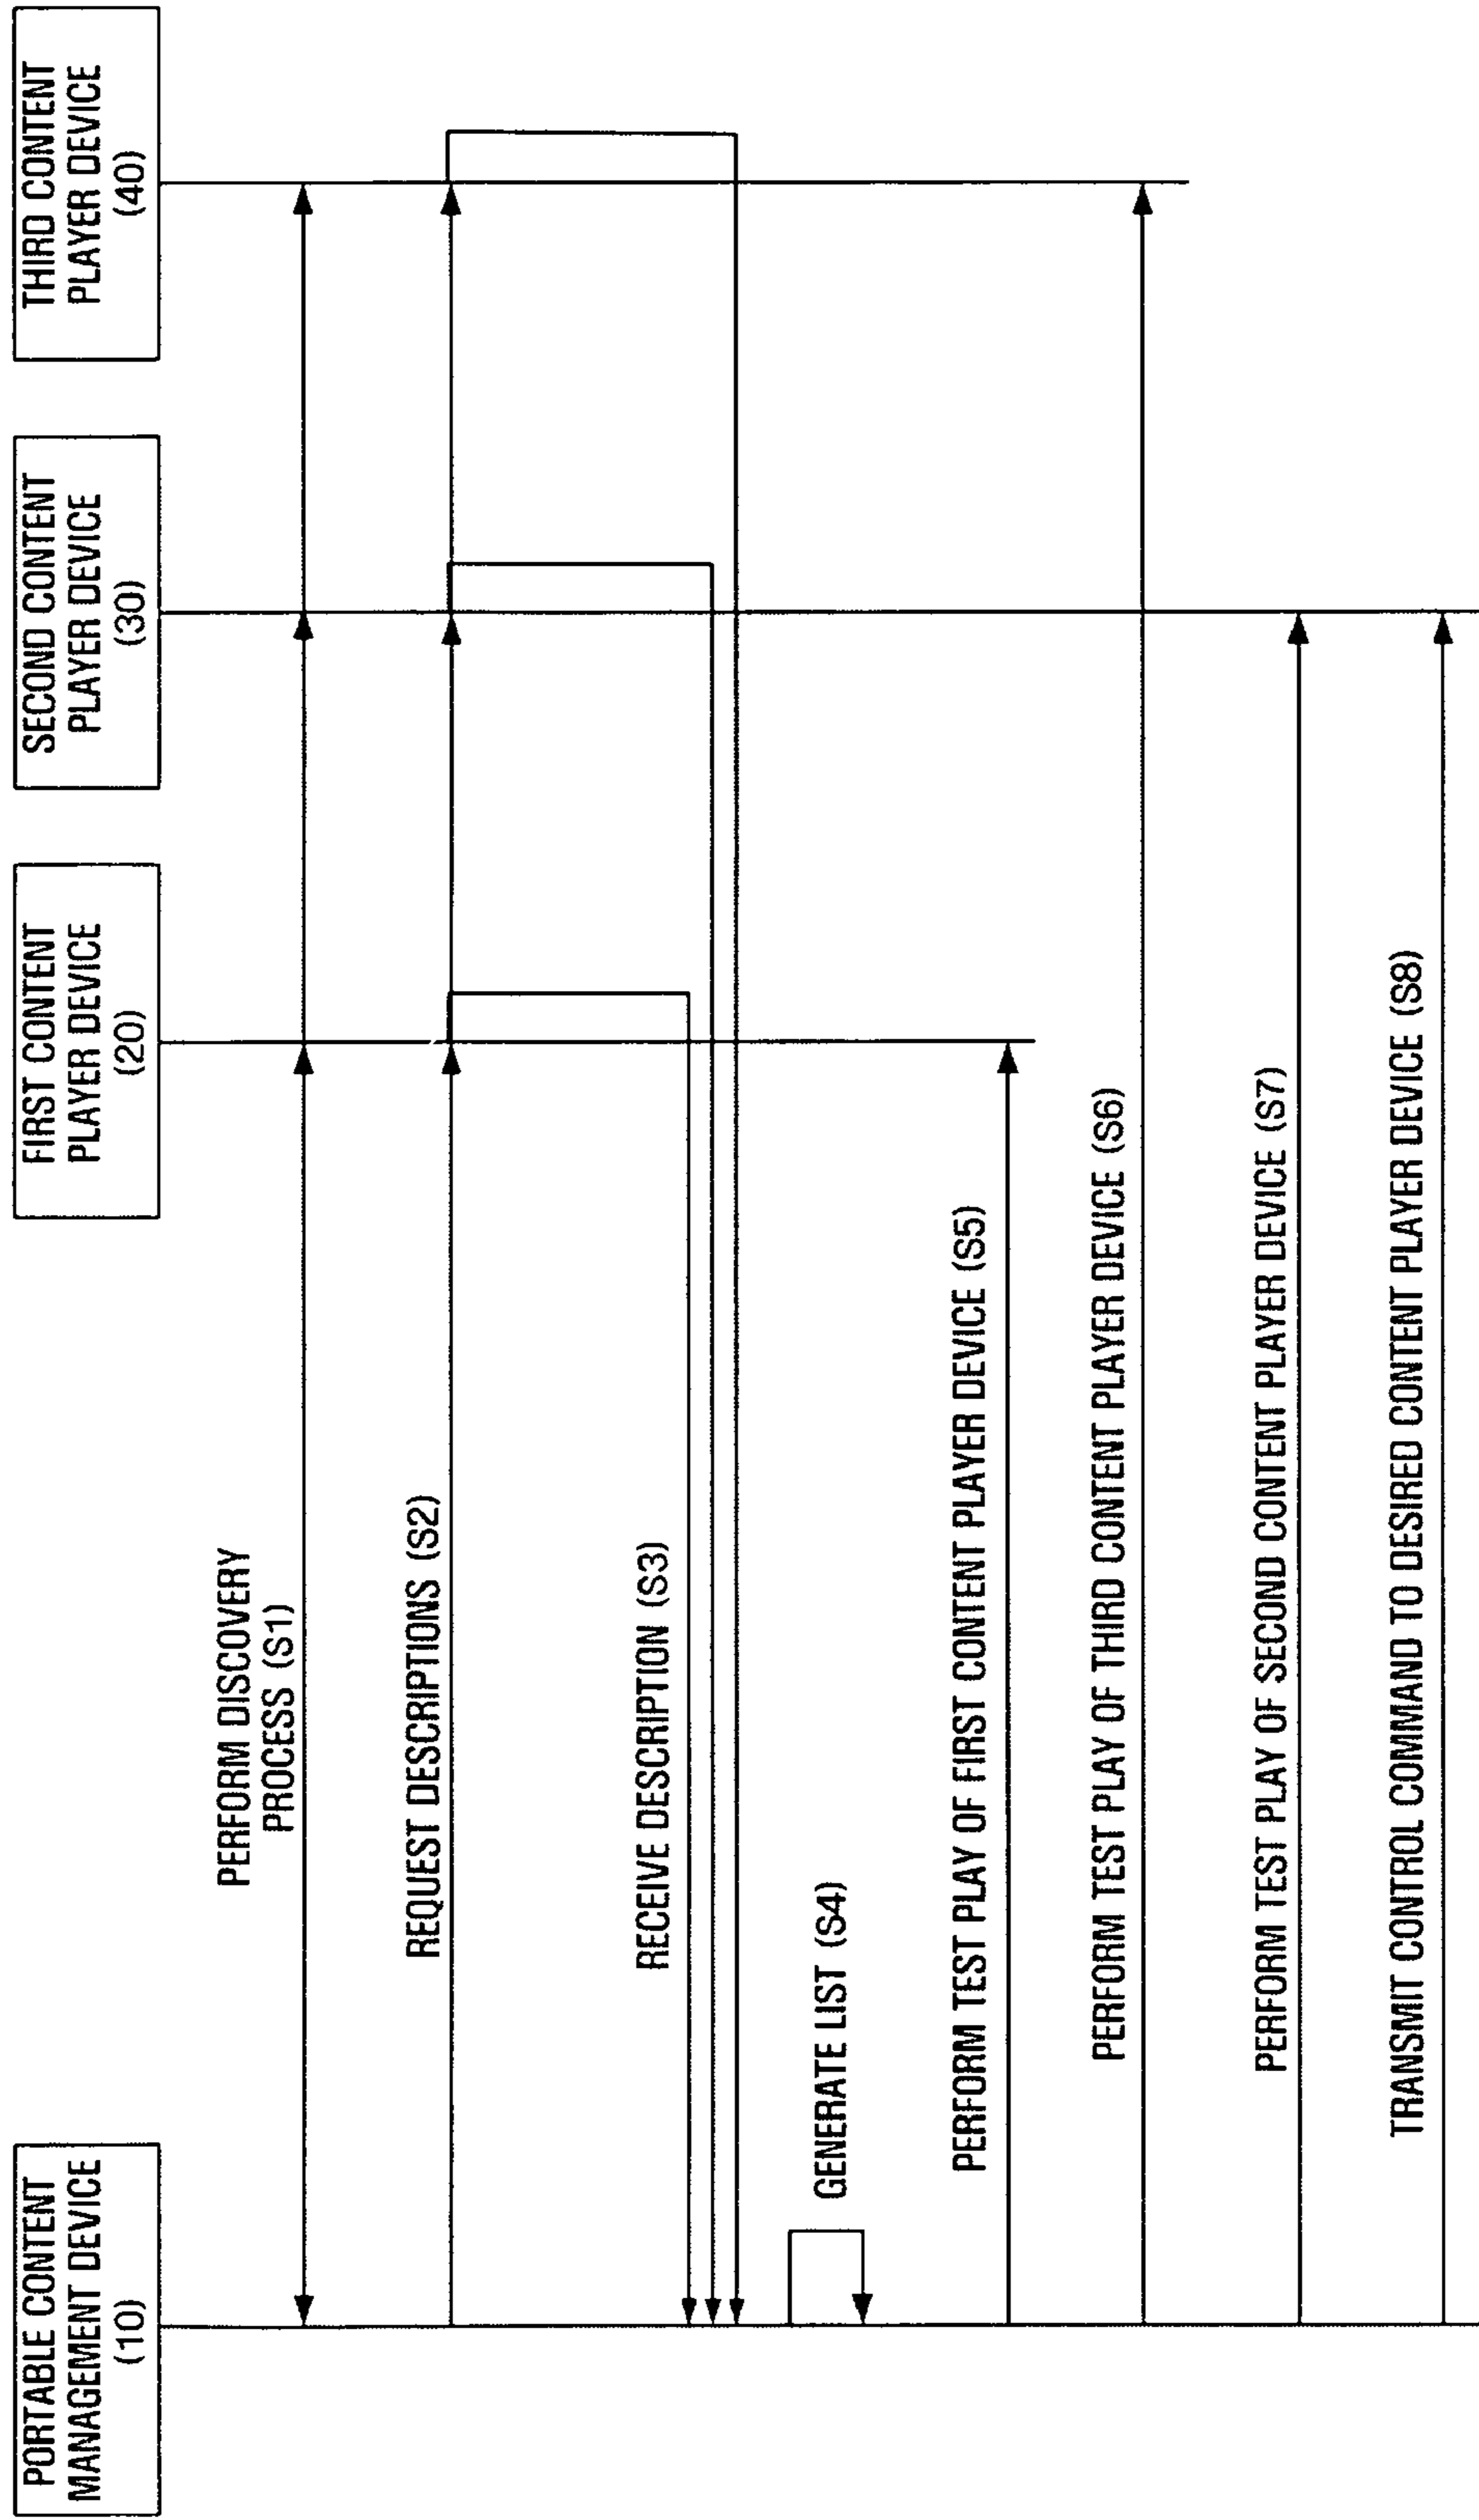 PORTABLE CONTENT
MANAGEMENT DEVICE
(10)
FIRST CONTENT
PLAYER DEVICE
(20)
SECOND CONTENT
PLAYER DEVICE
(30)
THIRD CONTENT
PLAYER DEVICE
(40)
PERFORM DISCOVERY
PROCESS (S1)
REQUEST DESCRIPTIONS (S2)
RECEIVE DESCRIPTION (S3)
GENERATE LIST (S4)
PERFORM TEST PLAY OF FIRST CONTENT PLAYER DEVICE (S5)
PERFORM TEST PLAY OF THIRD CONTENT PLAYER DEVICE (S6)
PERFORM TEST PLAY OF SECOND CONTENT PLAYER DEVICE (S7)
TRANSMIT CONTROL COMMAND TO DESIRED CONTENT PLAYER DEVICE (S8)